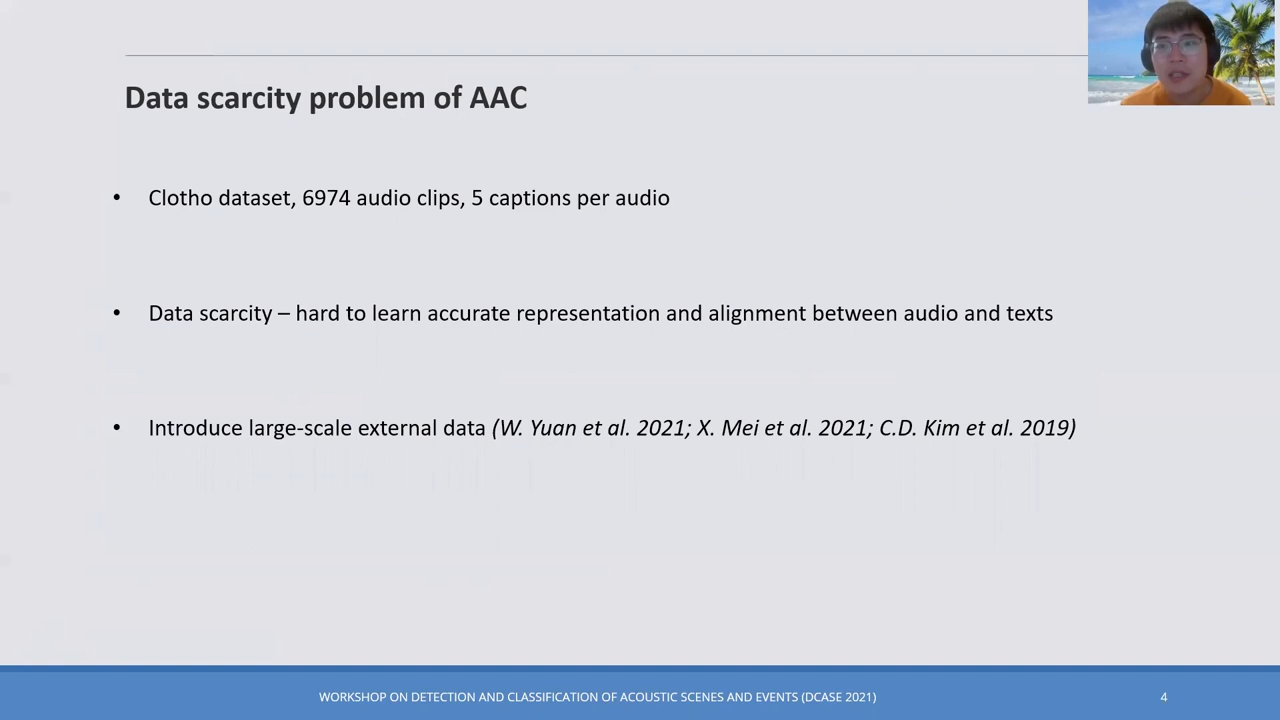 Data scarcity problem of AAC
• Clotho dataset, 6974 audio clips, 5 captions per audio
• Data scarcity – hard to learn accurate representation and alignment between audio and texts
• Introduce large-scale external data (W. Yuan et al. 2021; X. Mei et al. 2021; C.D. Kim et al. 2019)
WORKSHOP ON DETECTION AND CLASSIFICATION OF ACOUSTIC SCENES AND EVENTS (DCASE 2021)
4